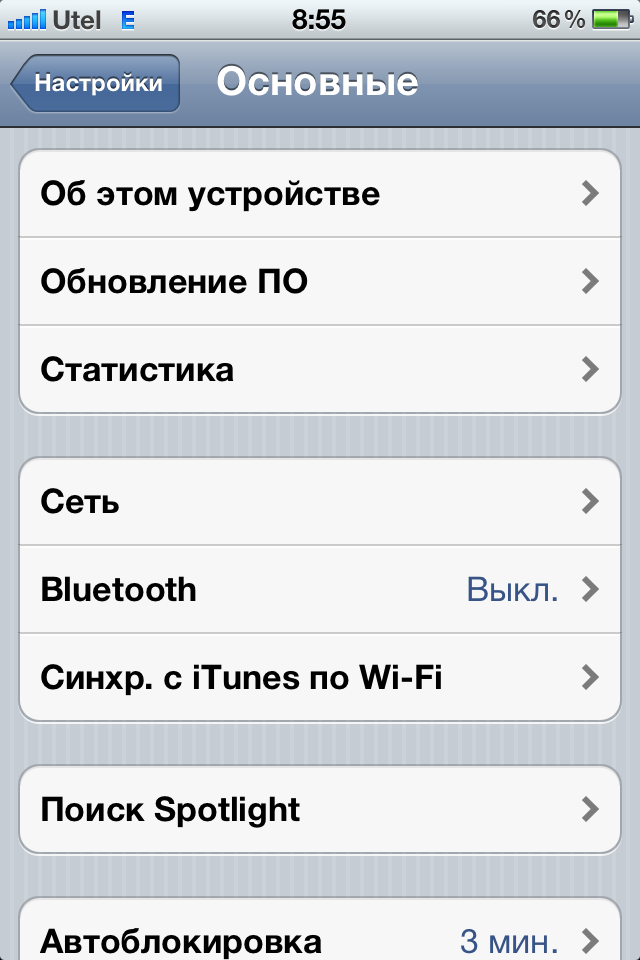 Utel E 8:55 66 %
Настройки Основные
Об этом устройстве
Обновление ПО
Статистика
Сеть
Bluetooth Выкл.
Синхр. с iTunes по Wi-Fi
Поиск Spotlight
Автоблокировка 3 мин.